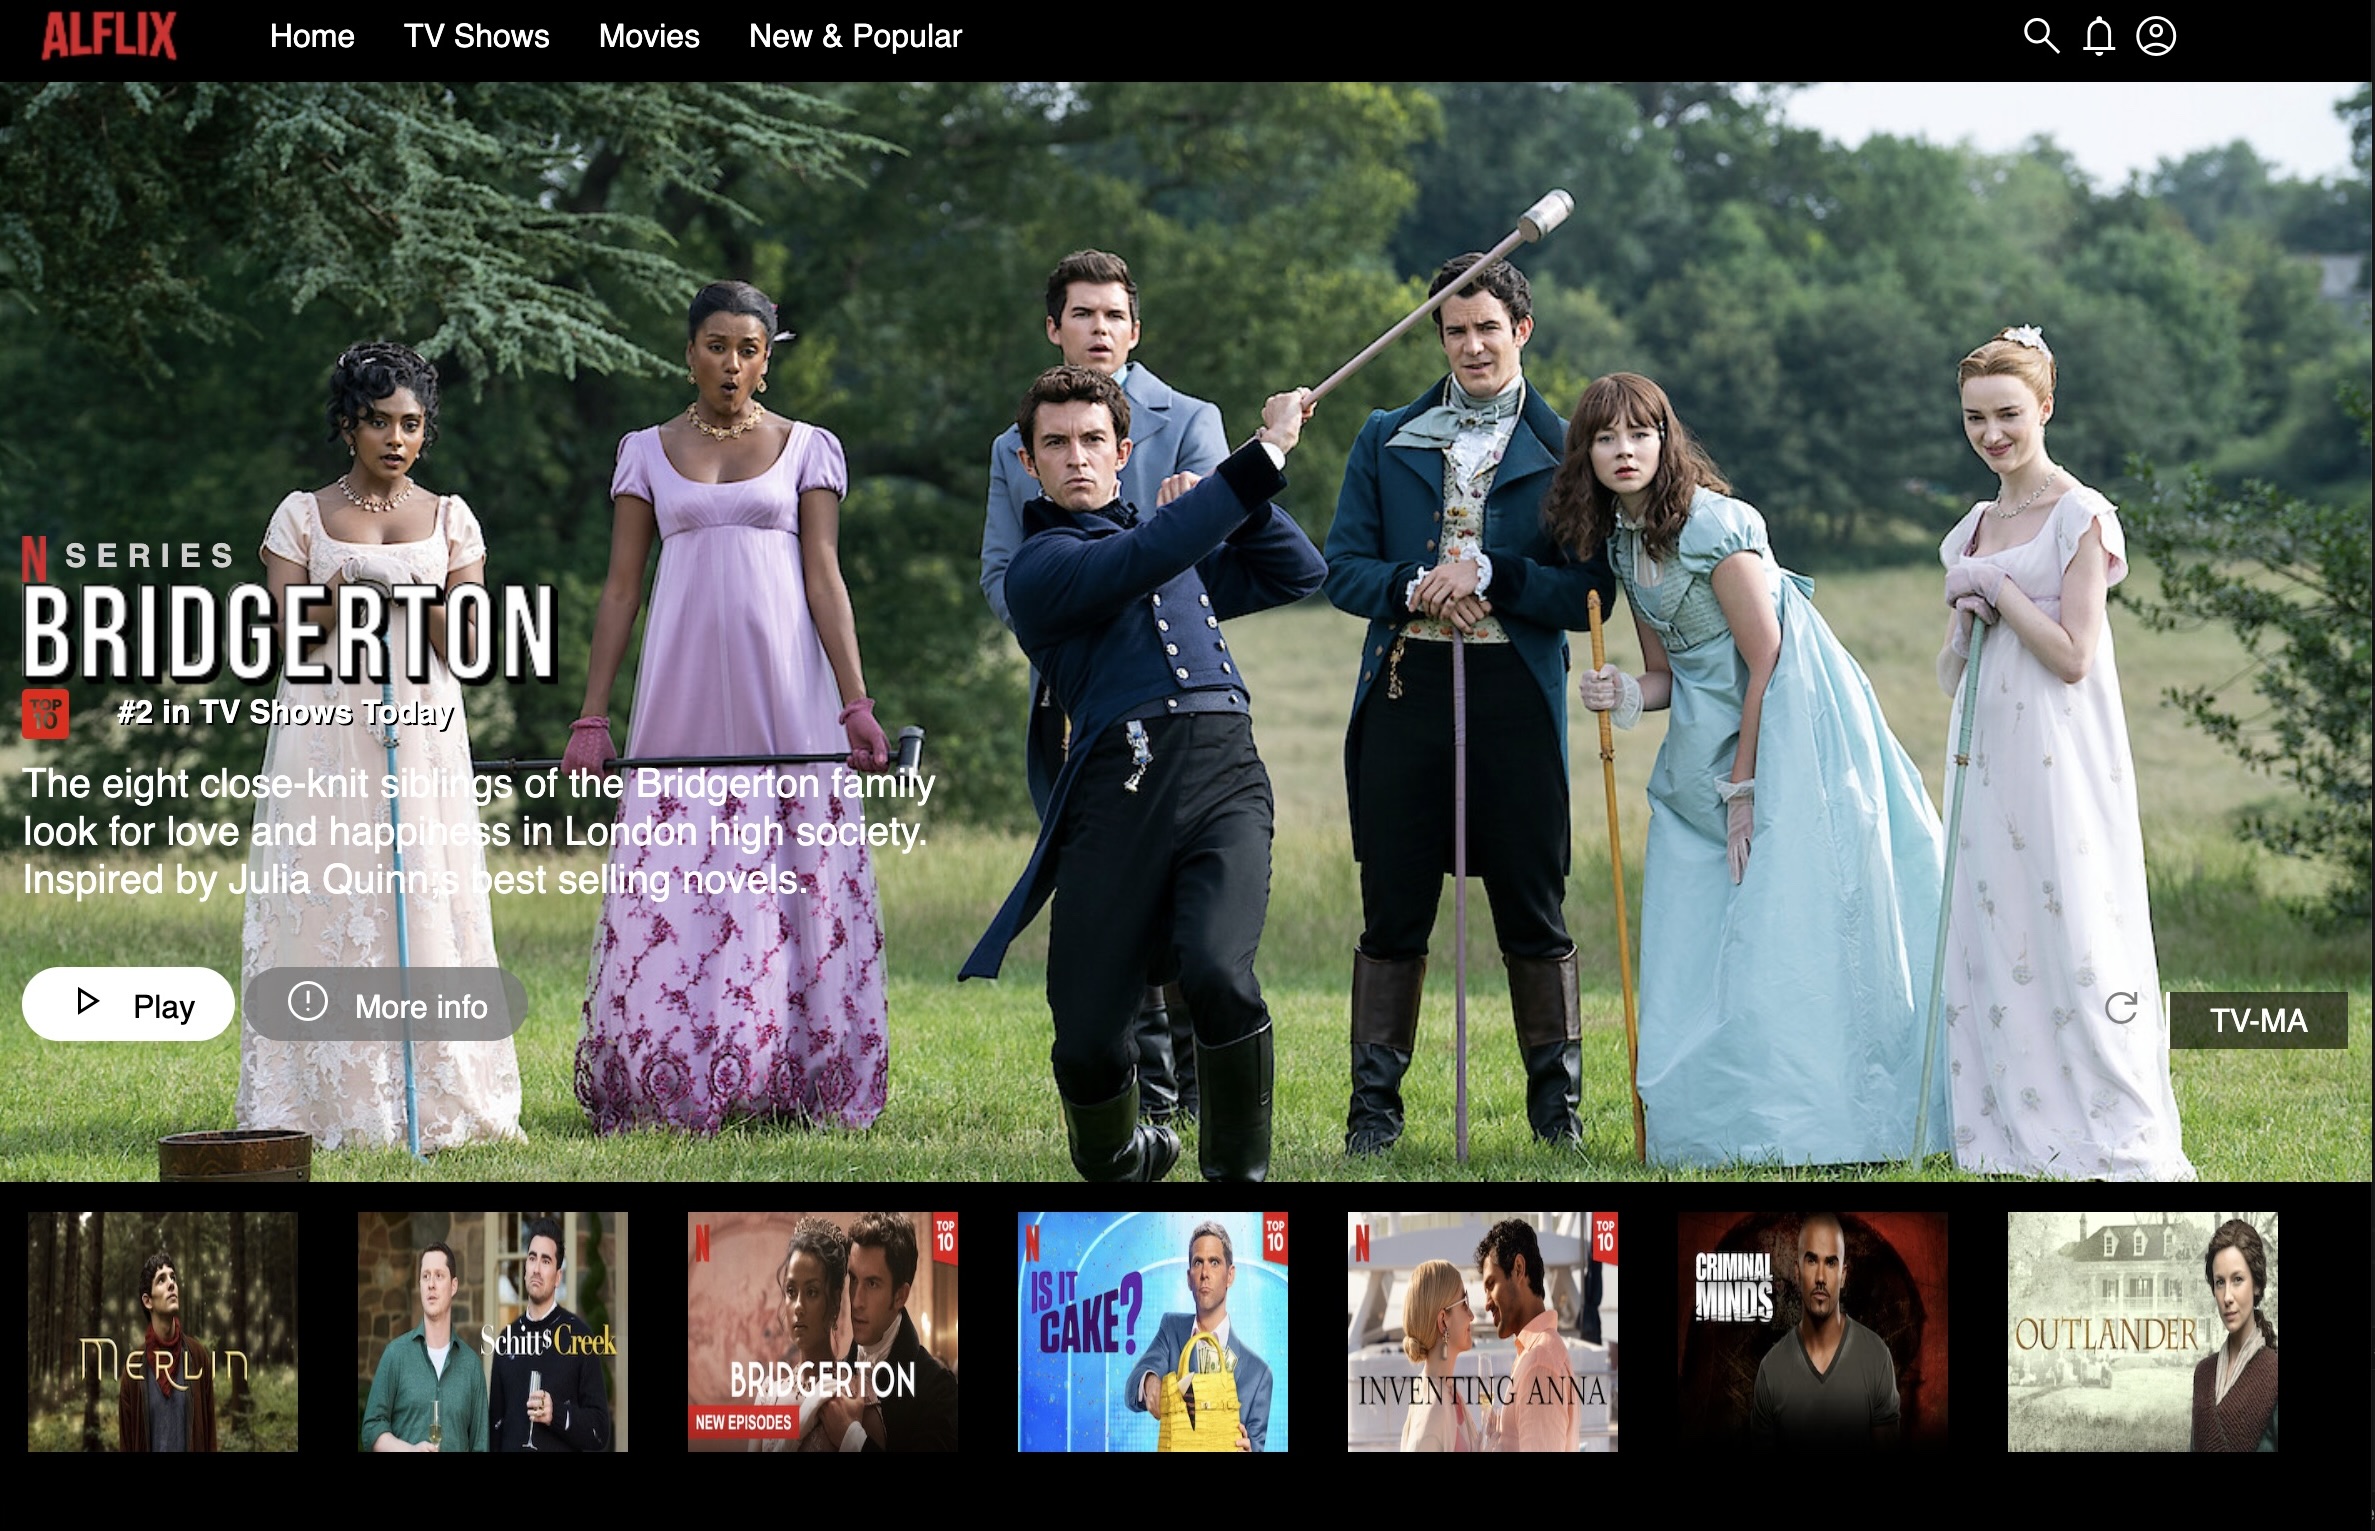 ALFLIX
Home TV Shows Movies New & Popular
N SERIES
BRIDGERTON
TOP 10 #2 in TV Shows Today
The eight close-knit siblings of the Bridgerton family
look for love and happiness in London high society.
Inspired by Julia Quinn;s best selling novels.
Play More info
TV-MA
MERLIN
Schitt$ Creek
N
TOP 10
BRIDGERTON
NEW EPISODES
N
TOP 10
IS IT
CAKE?
N
TOP 10
INVENTING ANNA
CRIMINAL
MINDS
OUTLANDER